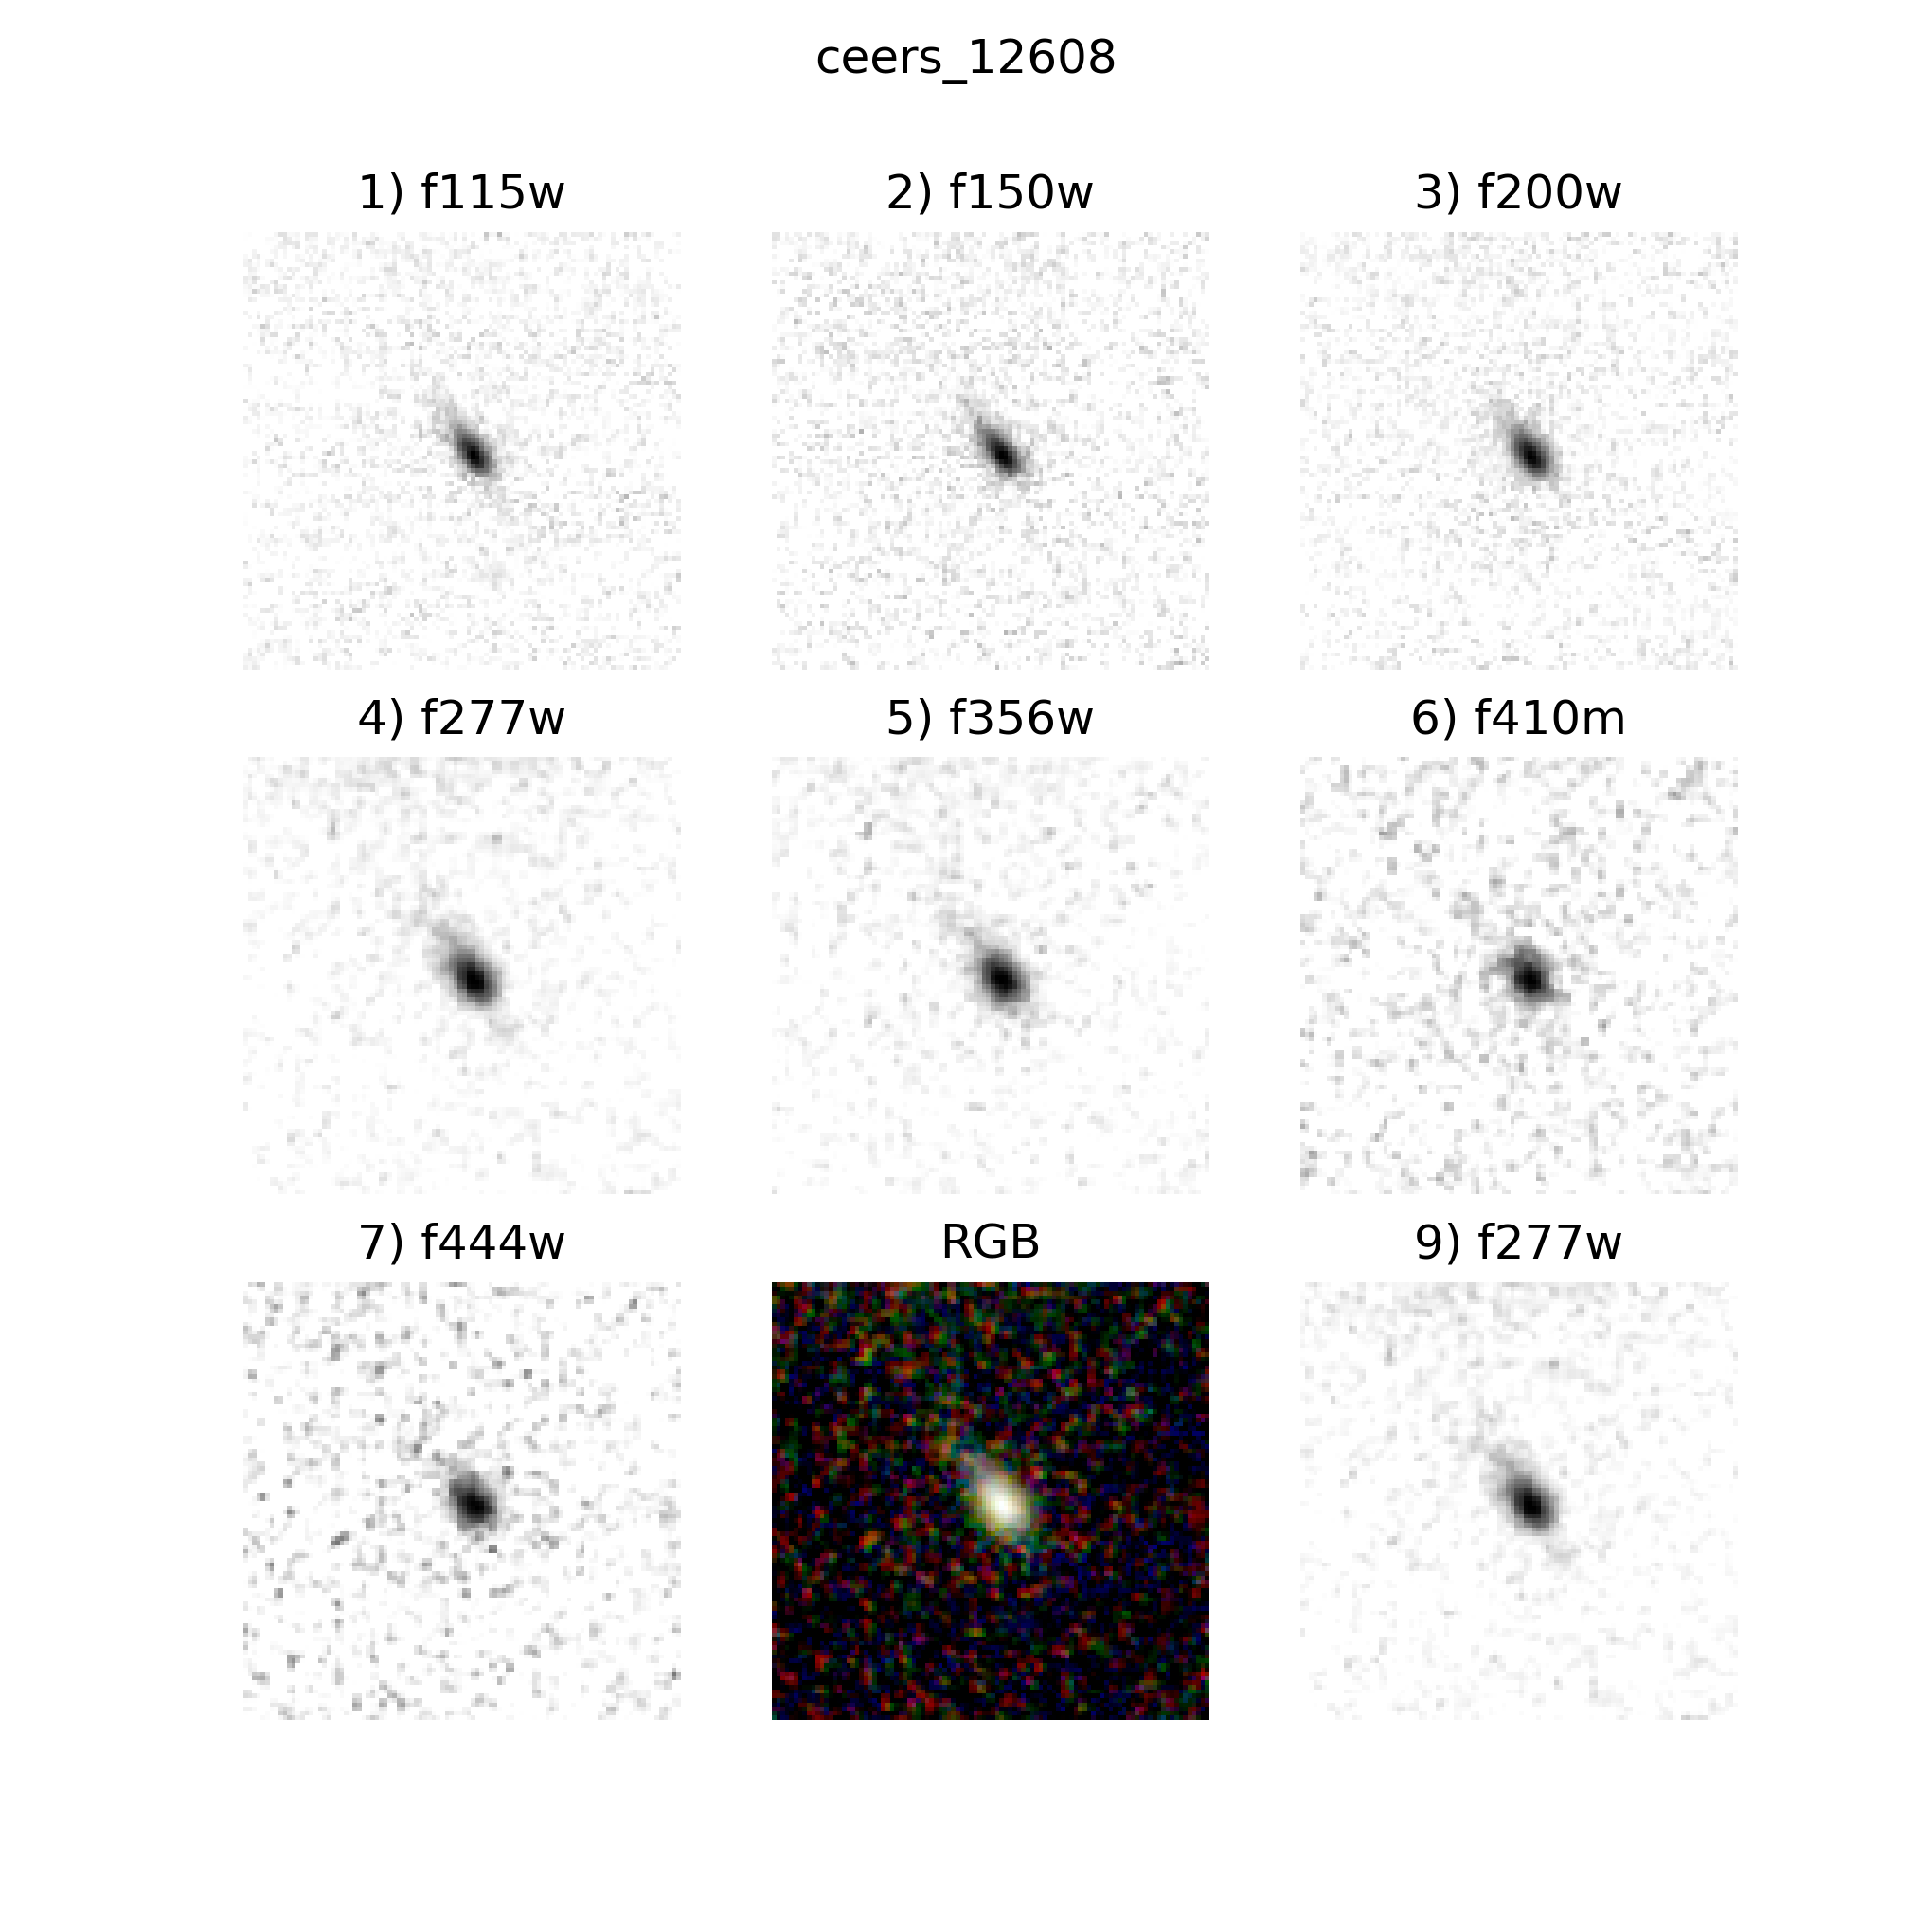 ceers_12608
1) f115w
2) f150w
3) f200w
4) f277w
5) f356w
6) f410m
7) f444w
RGB
9) f277w